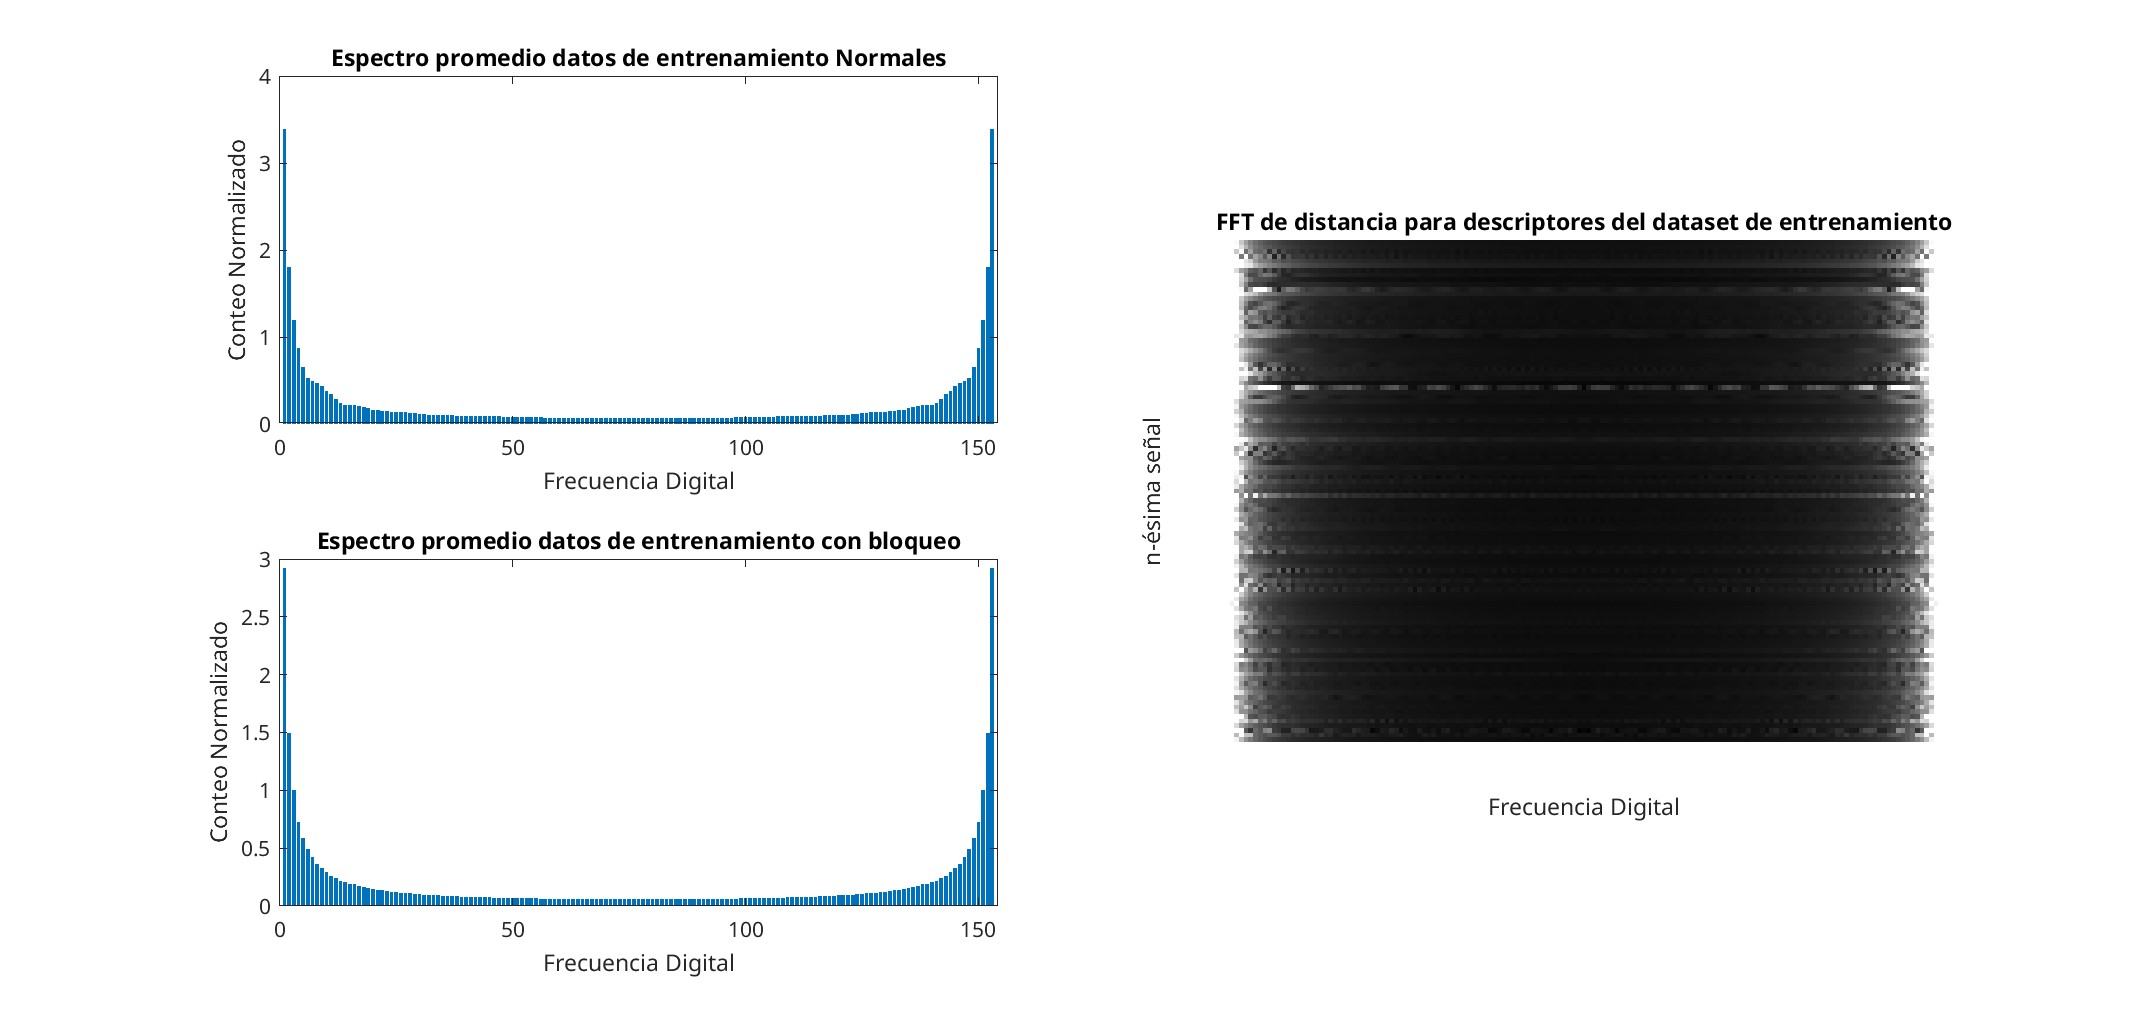 Espectro promedio datos de entrenamiento Normales
4
3
2
1
0
Conteo Normalizado
0 50 100 150
Frecuencia Digital
Espectro promedio datos de entrenamiento con bloqueo
3
2.5
2
1.5
1
0.5
0
Conteo Normalizado
0 50 100 150
Frecuencia Digital
FFT de distancia para descriptores del dataset de entrenamiento
n-ésima señal
Frecuencia Digital